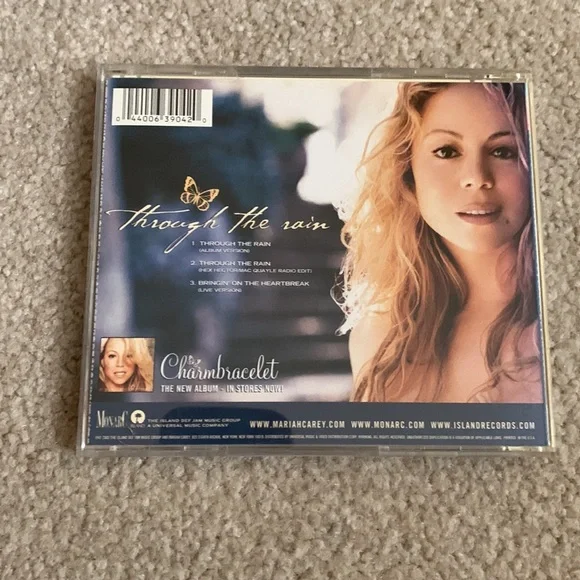 0 44006 39042 0
through the rain
1. THROUGH THE RAIN
(ALBUM VERSION)
2. THROUGH THE RAIN
(HEX HECTOR/MAC QUAYLE RADIO EDIT)
3. BRINGIN' ON THE HEARTBREAK
(LIVE VERSION)
Charmbracelet
THE NEW ALBUM - IN STORES NOW!
MonarC
ISLAND
THE ISLAND DEF JAM MUSIC GROUP
A UNIVERSAL MUSIC COMPANY
WWW.MARIAHCAREY.COM WWW.MONARC.COM WWW.ISLANDRECORDS.COM